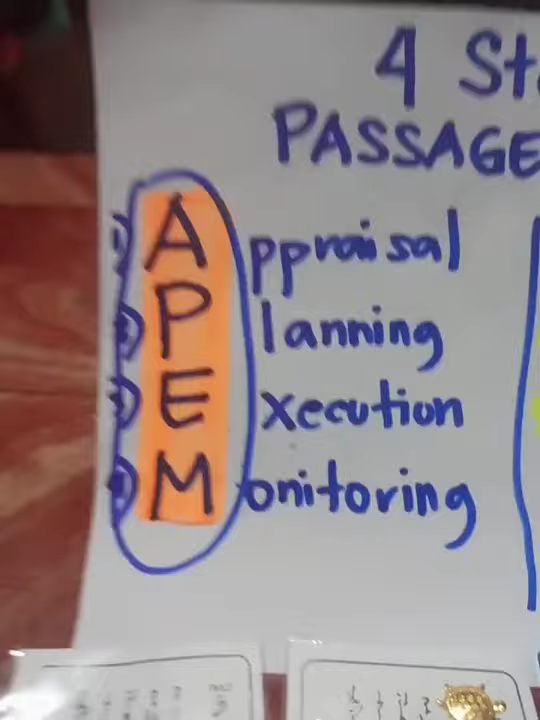 4 St
PASSAGE
Appraisal
Planning
Execution
Monitoring